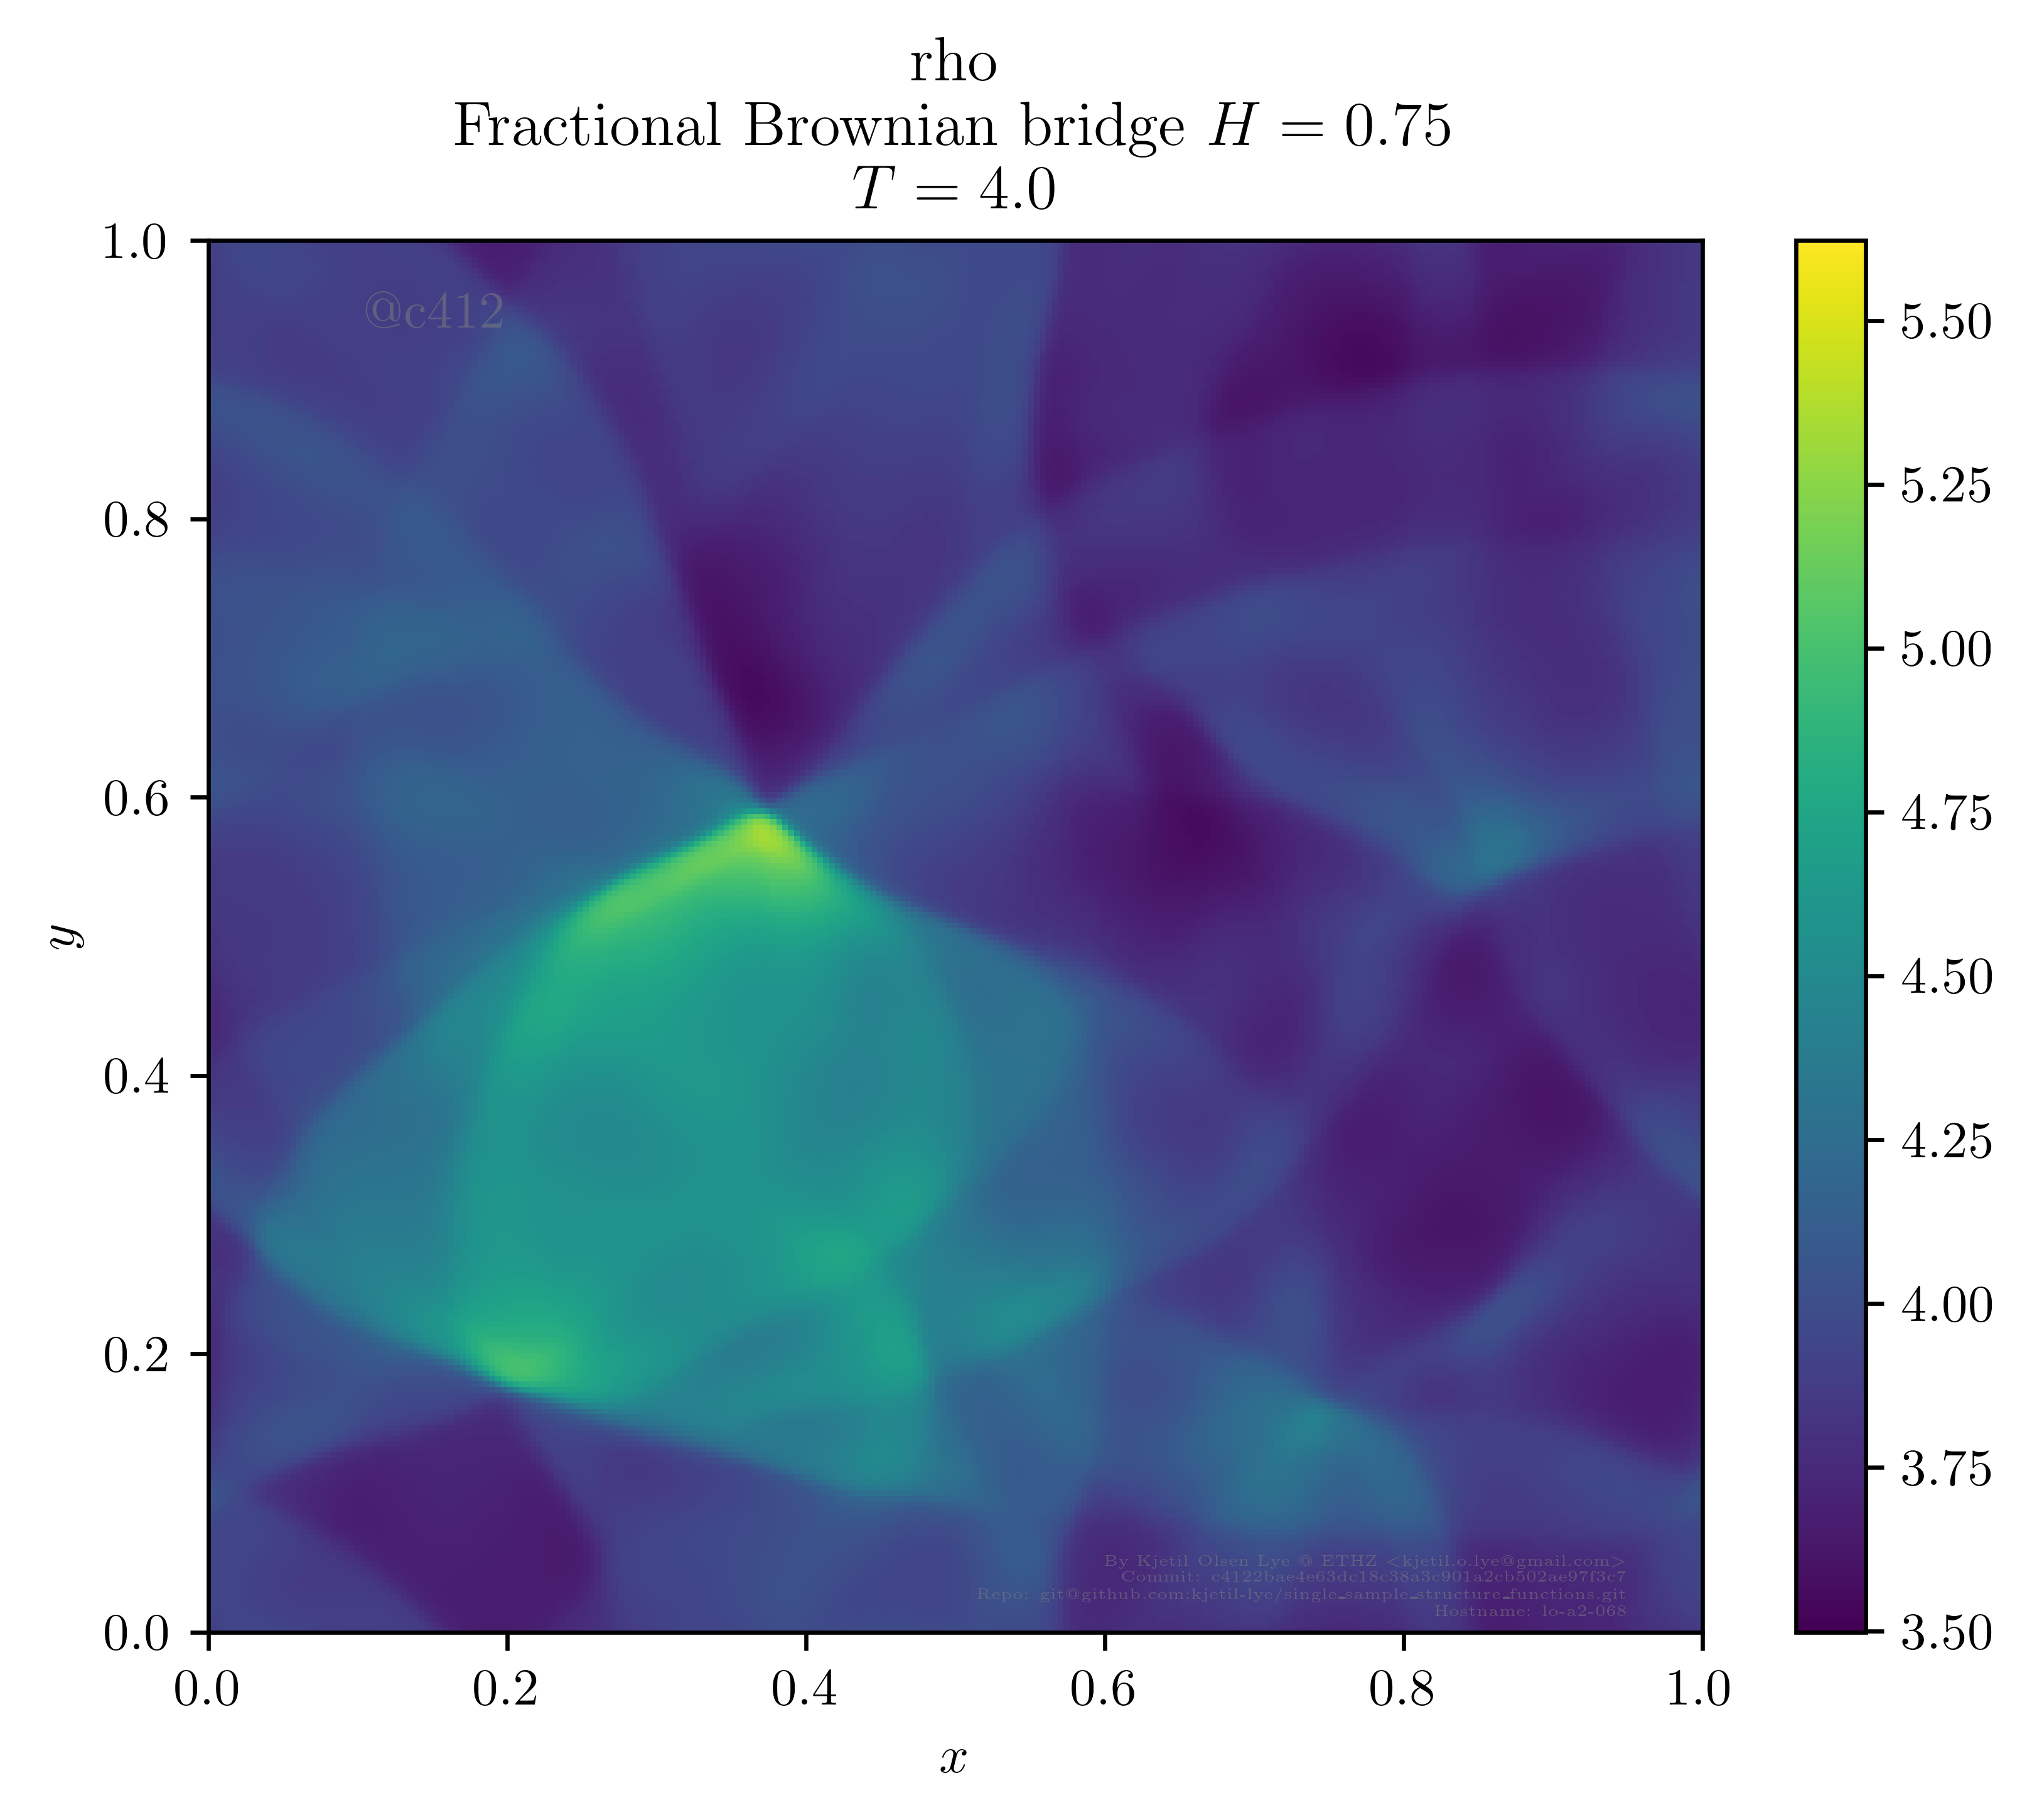 rho
Fractional Brownian bridge H = 0.75
T = 4.0
@c412
1.0
0.8
0.6
0.4
0.2
0.0
y
0.0 0.2 0.4 0.6 0.8 1.0
x
5.50
5.25
5.00
4.75
4.50
4.25
4.00
3.75
3.50
By Kjetil Olsen Lye @ ETHZ <kjetil.o.lye@gmail.com>
Commit: c4122bae4e63dc18c38a3c901a2cb502ae97f3c7
Repo: git@github.com:kjetil-lye/single_sample_structure_functions.git
Hostname: lo-a2-068